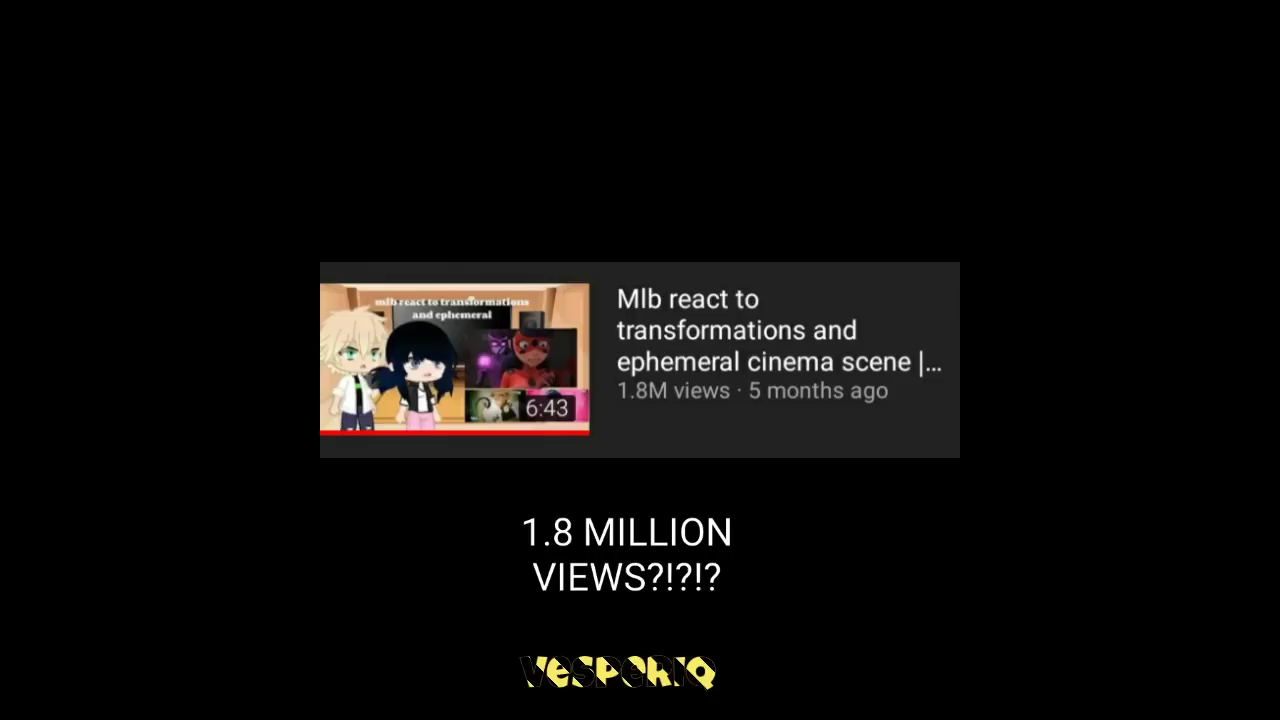 mlb react to transformations
and ephemeral
6:43
Mlb react to
transformations and
ephemeral cinema scene |...
1.8M views · 5 months ago
1.8 MILLION
VIEWS?!?!?
VESPERIQ